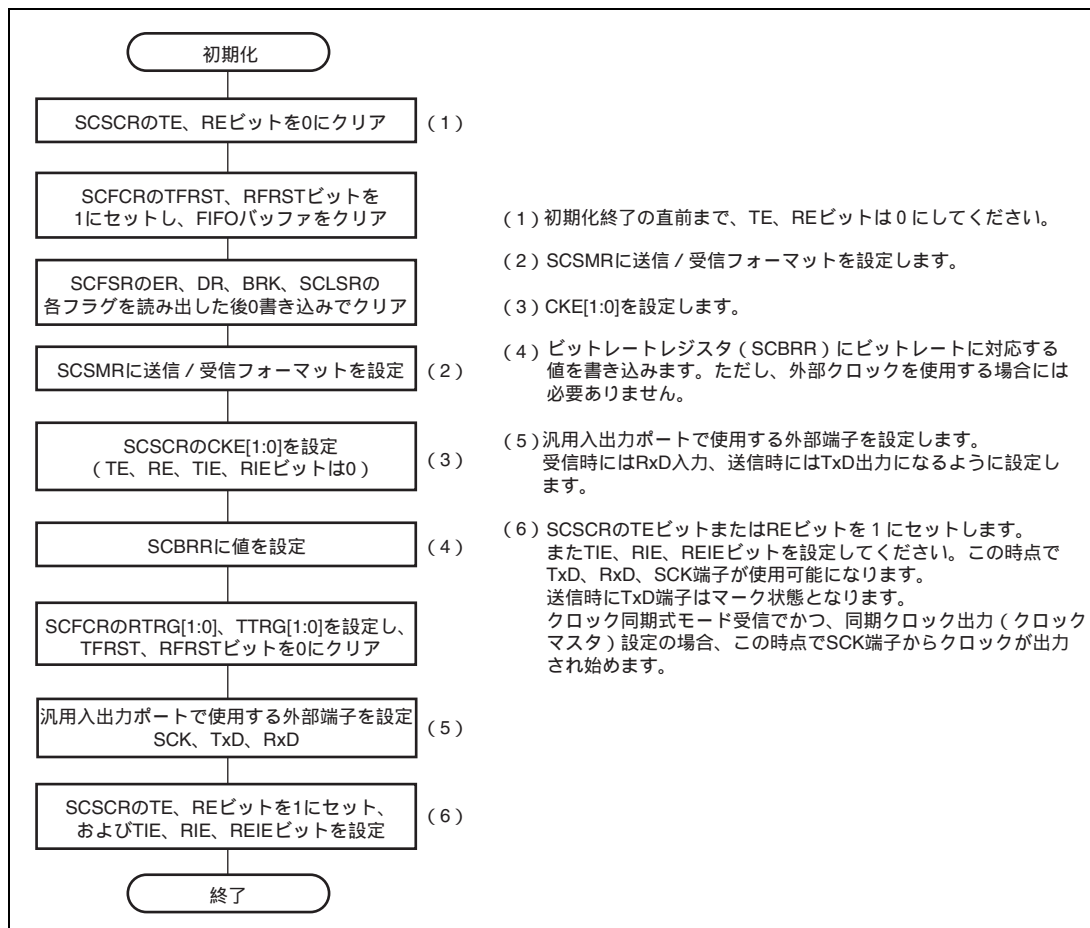 初期化
SCSCRのTE、REビットを0にクリア
（1）
SCFCRのTFRST、RFRSTビットを
1にセットし、FIFOバッファをクリア
SCFSRのER、DR、BRK、SCLSRの
各フラグを読み出した後0書き込みでクリア
SCSMRに送信 / 受信フォーマットを設定
（2）
SCSCRのCKE[1:0]を設定
（TE、RE、TIE、RIEビットは0）
（3）
SCBRRに値を設定
（4）
SCFCRのRTRG[1:0]、TTRG[1:0]を設定し、
TFRST、RFRSTビットを0にクリア
汎用入出力ポートで使用する外部端子を設定
SCK、TxD、RxD
（5）
SCSCRのTE、REビットを1にセット、
およびTIE、RIE、REIEビットを設定
（6）
終了
（1）初期化終了の直前まで、TE、REビットは 0 にしてください。
（2）SCSMRに送信 / 受信フォーマットを設定します。
（3）CKE[1:0]を設定します。
（4）ビットレートレジスタ（SCBRR）にビットレートに対応する
値を書き込みます。ただし、外部クロックを使用する場合には
必要ありません。
（5）汎用入出力ポートで使用する外部端子を設定します。
受信時にはRxD入力、送信時にはTxD出力になるように設定し
ます。
（6）SCSCRのTEビットまたはREビットを 1 にセットします。
またTIE、RIE、REIEビットを設定してください。この時点で
TxD、RxD、SCK端子が使用可能になります。
送信時にTxD端子はマーク状態となります。
クロック同期式モード受信でかつ、同期クロック出力（クロック
マスタ）設定の場合、この時点でSCK端子からクロックが出力
され始めます。